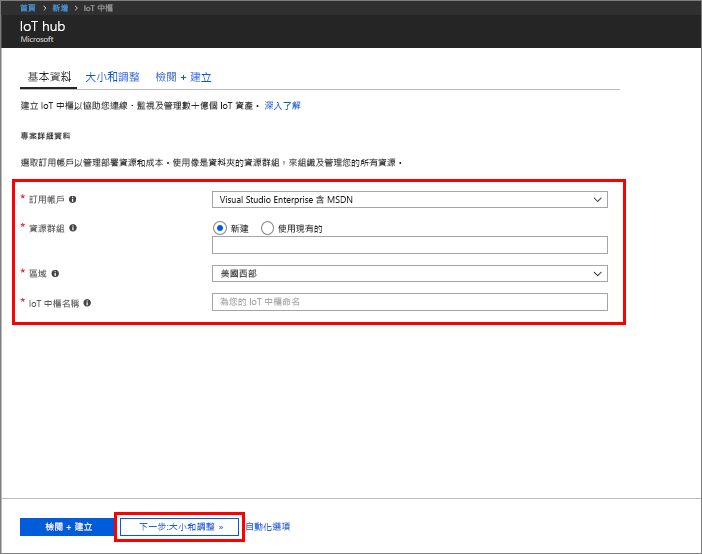 首頁 > 新增 > IoT 中樞
IoT hub
Microsoft
基本資料 大小和調整 檢閱 + 建立
建立 IoT 中樞以協助您連線、監視及管理數十億個 IoT 資產。 深入了解
專案詳細資料
選取訂用帳戶以管理部署資源和成本。使用像是資料夾的資源群組,來組織及管理您的所有資源。
* 訂用帳戶 Visual Studio Enterprise 含 MSDN
* 資源群組 新建 使用現有的
* 區域 美國西部
* IoT 中樞名稱 為您的 IoT 中樞命名
檢閱 + 建立 下一步:大小和調整 » 自動化選項